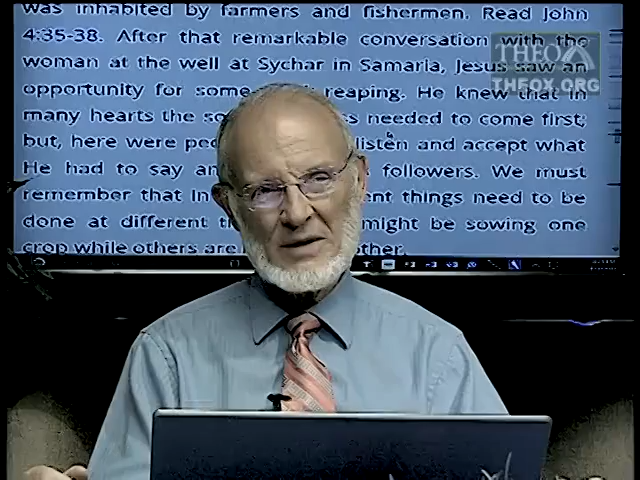 was inhabited by farmers and fishermen. Read John
4:35-38. After that remarkable conversation with the
woman at the well at Sychar in Samaria, Jesus saw an
opportunity for some reaping. He knew that in
many hearts the needed to come first;
but, here were listen and accept what
He had to say followers. We must
remember that in things need to be
done at different might be sowing one
crop while others are
THEO
THEOX.ORG